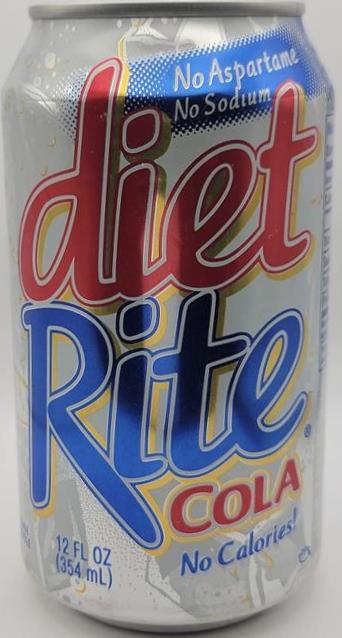 No Aspartame
No Sodium
diet
Rite®
COLA
No Calories!
12 FL OZ
(354 mL)